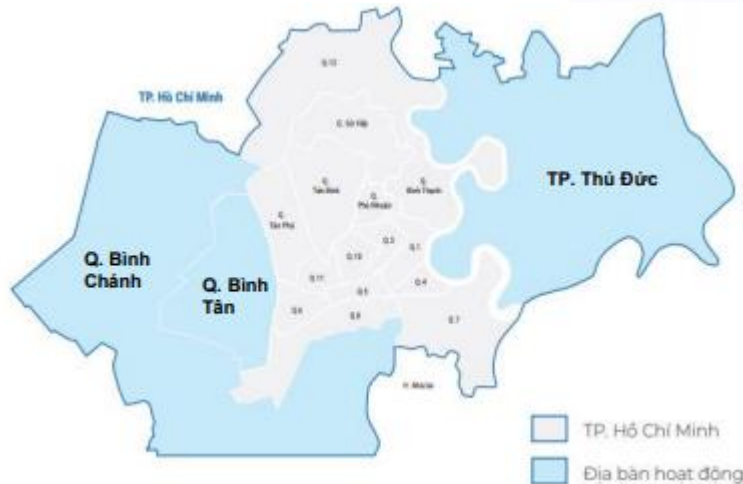 Q.12
TP. Hồ Chí Minh
Q. Gò Vấp
Q.
Tân Bình
Q.
Phú Nhuận
Q.
Bình Thạnh
TP. Thủ Đức
Q.
Tân Phú
Q.3
Q.1
Q. Bình
Chánh
Q.10
Q. Bình
Tân
Q.11
Q.5
Q.4
Q.6
Q.8
Q.7
H. Nhà Bè
TP. Hồ Chí Minh
Địa bàn hoạt động